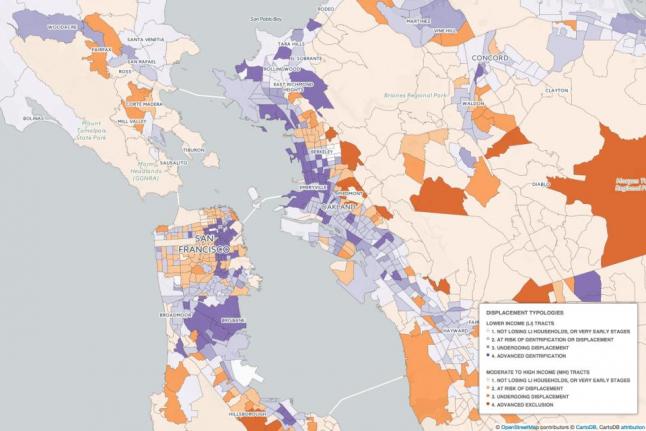 San Pablo Bay
RODEO
WOODACRE
FAIRFAX
SANTA VENETIA
SAN RAFAEL
ROSS
CORTE MADERA
MILL VALLEY
BOLINAS
Mount
Tamalpais
State Park
TIBURON
SAUSALITO
Marin
Headlands
(GGNRA)
TARA HILLS
EL SOBRANTE
ROLLINGWOOD
EAST RICHMOND
HEIGHTS
MARTINEZ
VINE HILL
CONCORD
CLAYTON
Briones Regional Park
WALDON
BERKELEY
EMERYVILLE
PIEDMONT
OAKLAND
DIABLO
Regional
SAN
FRANCISCO
BROADMOOR
BRISBANE
HAYWARD
HILLSBOROUGH
DISPLACEMENT TYPOLOGIES
LOWER INCOME (LI) TRACTS
1. NOT LOSING LI HOUSEHOLDS, OR VERY EARLY STAGES
2. AT RISK OF GENTRIFICATION OR DISPLACEMENT
3. UNDERGOING DISPLACEMENT
4. ADVANCED GENTRIFICATION
MODERATE TO HIGH INCOME (MHI) TRACTS
1. NOT LOSING LI HOUSEHOLDS, OR VERY EARLY STAGES
2. AT RISK OF DISPLACEMENT
3. UNDERGOING DISPLACEMENT
4. ADVANCED EXCLUSION
© OpenStreetMap contributors © CartoDB, CartoDB attribution